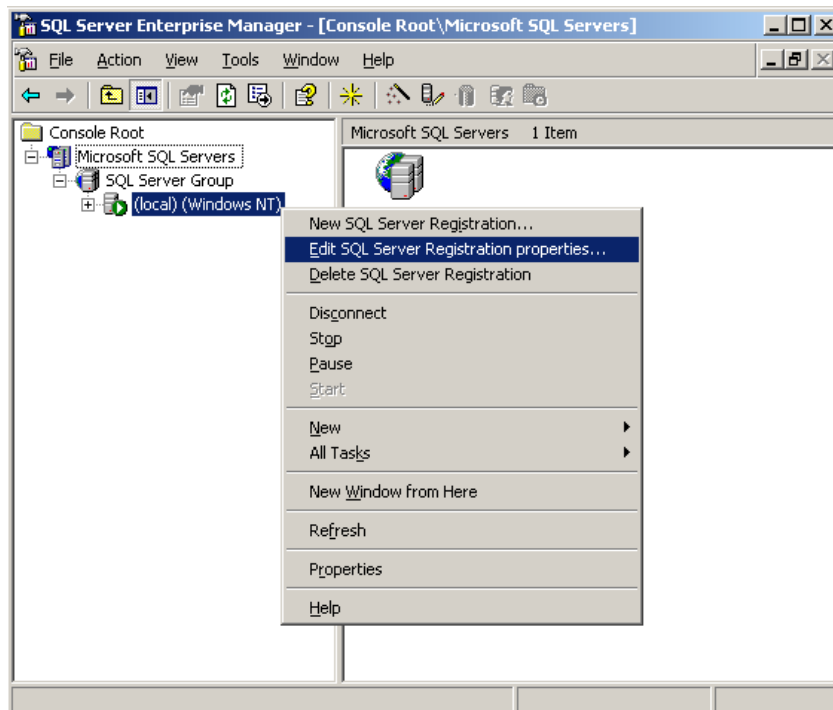 SQL Server Enterprise Manager - [Console Root\Microsoft SQL Servers]
File Action View Tools Window Help
Console Root
Microsoft SQL Servers 1 Item
Microsoft SQL Servers
SQL Server Group
(local) (Windows NT)
New SQL Server Registration...
Edit SQL Server Registration properties...
Delete SQL Server Registration
Disconnect
Stop
Pause
Start
New
All Tasks
New Window from Here
Refresh
Properties
Help